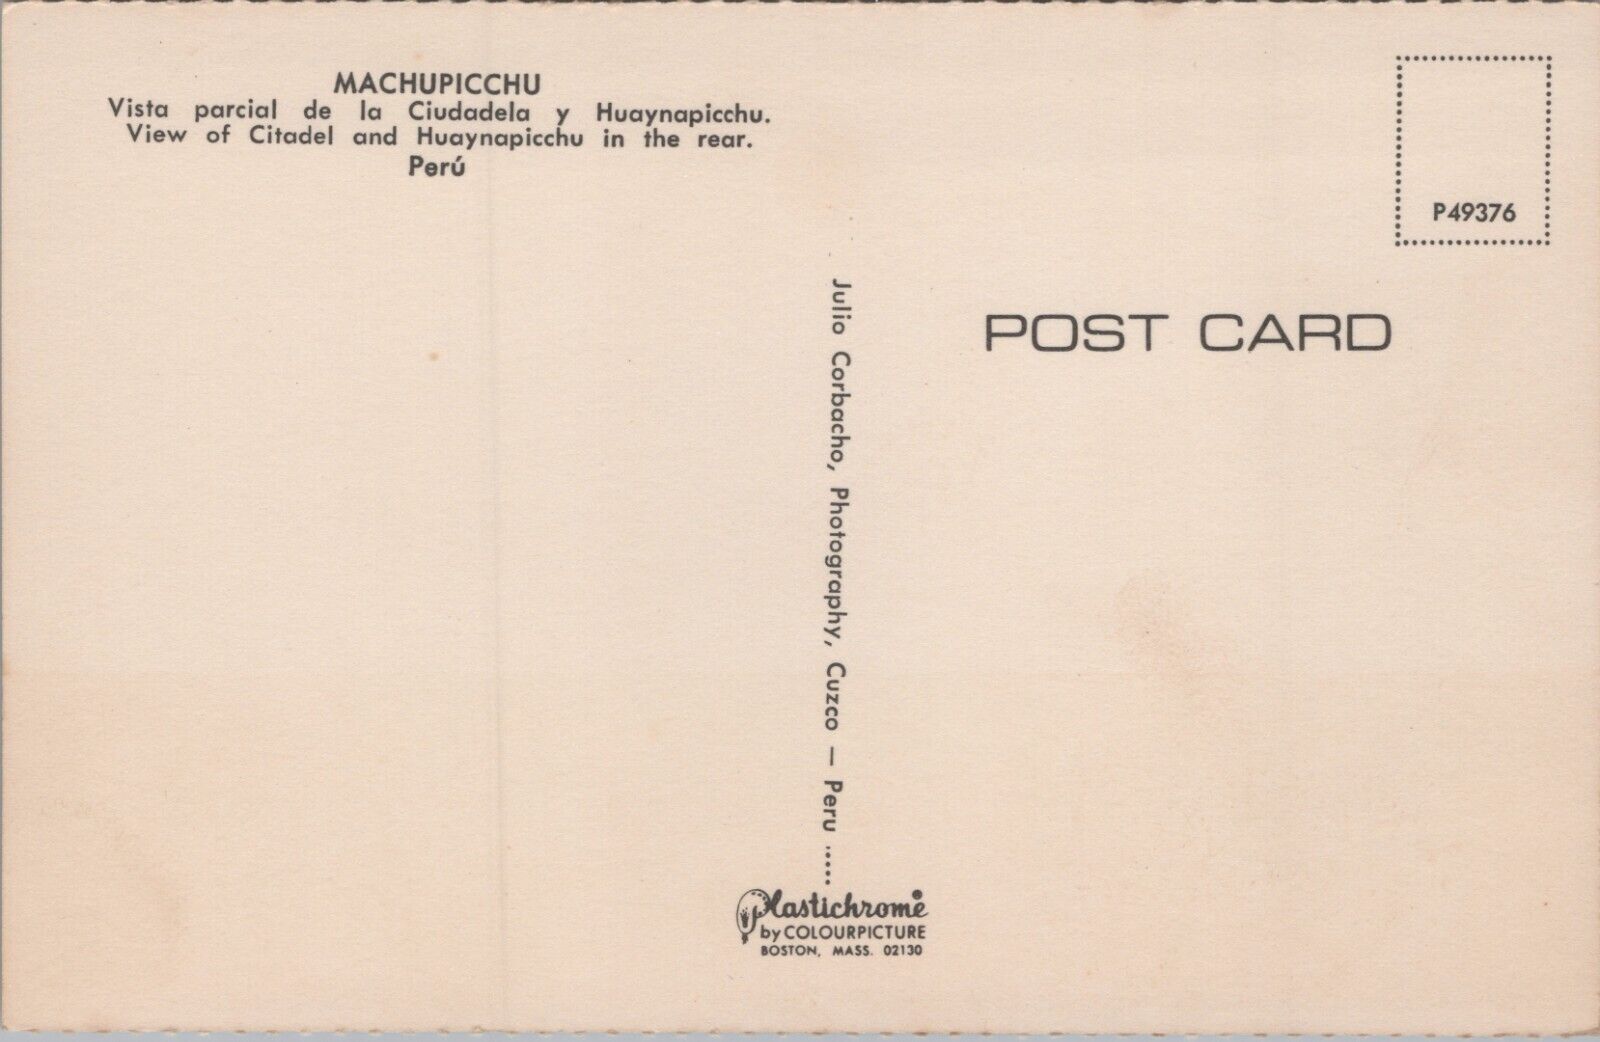 MACHUPICCHU
Vista parcial de la Ciudadela y Huaynapicchu.
View of Citadel and Huaynapicchu in the rear.
Perú
Julio Corbacho, Photography, Cuzco — Peru ......
Plastichrome®
by COLOURPICTURE
BOSTON, MASS. 02130
P49376
POST CARD